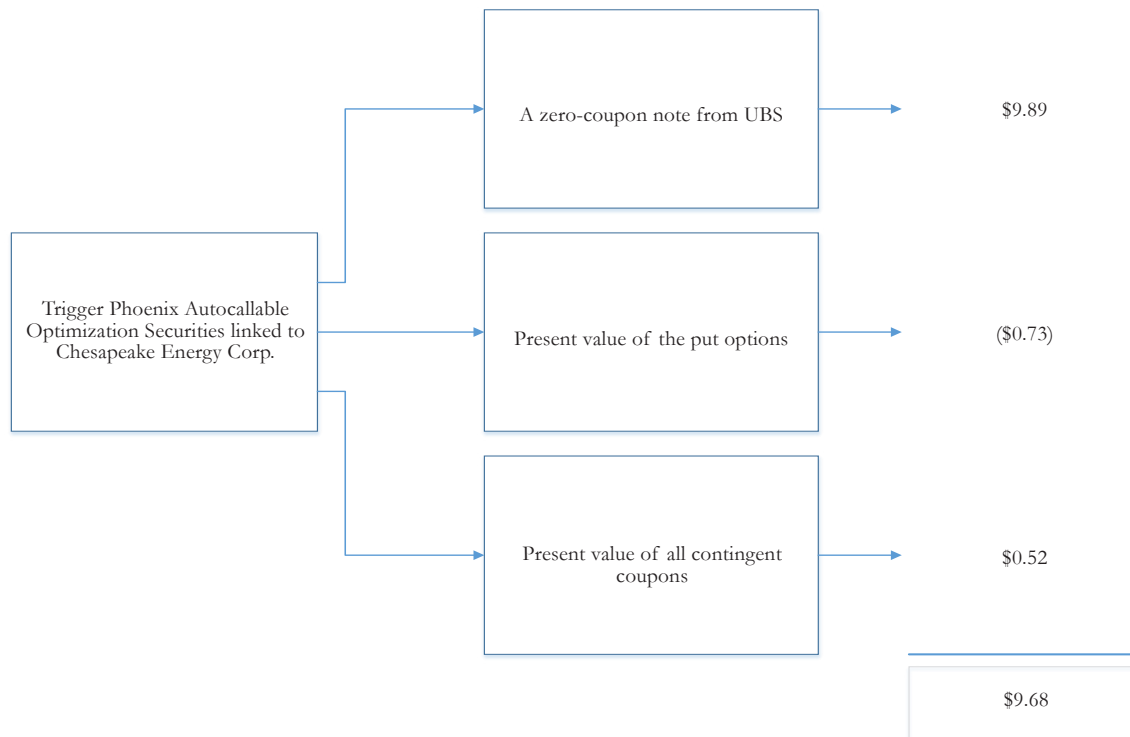 A zero-coupon note from UBS
$9.89
Trigger Phoenix Autocallable
Optimization Securities linked to
Chesapeake Energy Corp.
Present value of the put options
($0.73)
Present value of all contingent
coupons
$0.52
$9.68